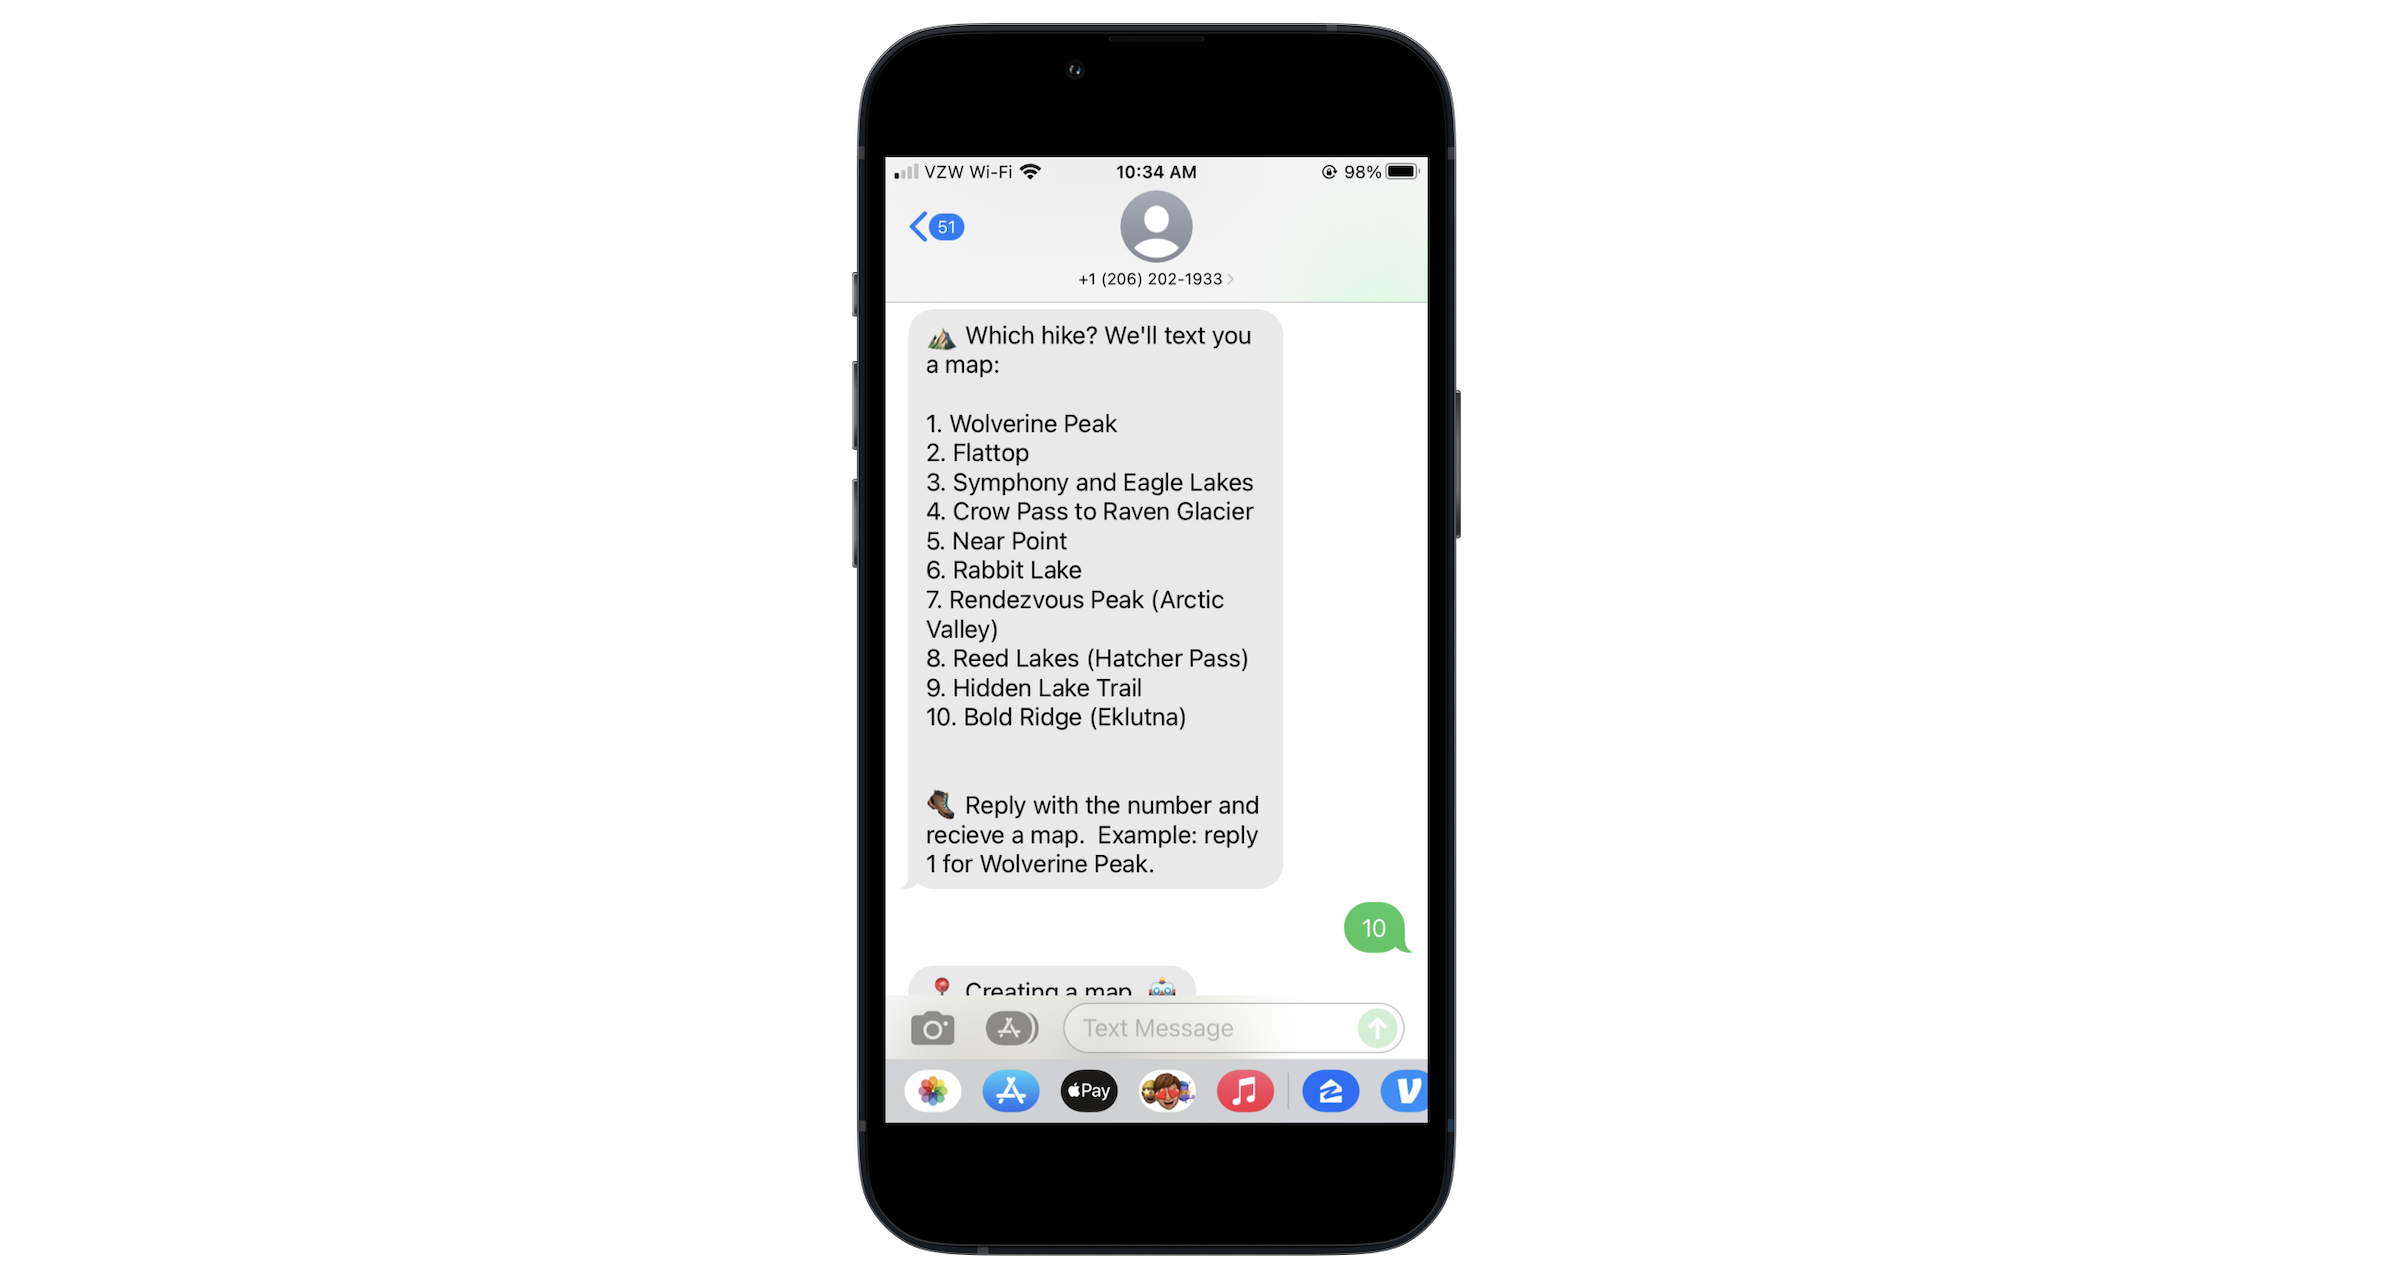 VZW Wi-Fi 10:34 AM 98%
51
+1 (206) 202-1933
Which hike? We'll text you
a map:
1. Wolverine Peak
2. Flattop
3. Symphony and Eagle Lakes
4. Crow Pass to Raven Glacier
5. Near Point
6. Rabbit Lake
7. Rendezvous Peak (Arctic
Valley)
8. Reed Lakes (Hatcher Pass)
9. Hidden Lake Trail
10. Bold Ridge (Eklutna)
Reply with the number and
recieve a map.  Example: reply
1 for Wolverine Peak.
10
Creating a map
Text Message
Pay